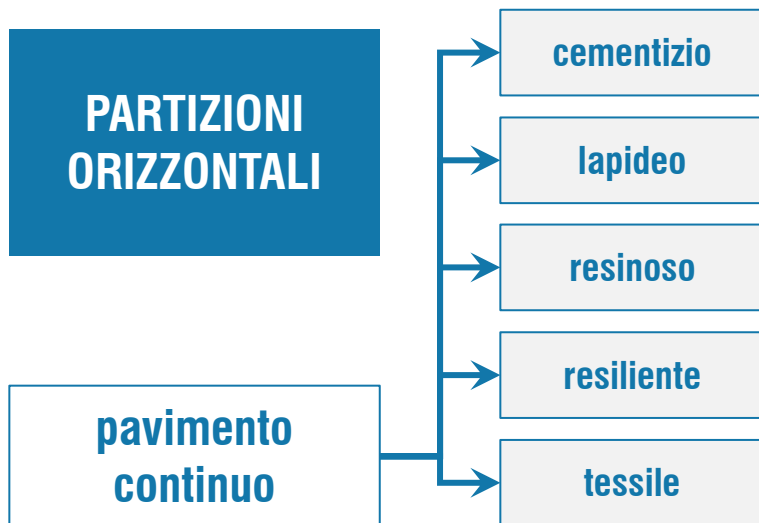 PARTIZIONI
ORIZZONTALI
pavimento
continuo
cementizio
lapideo
resinoso
resiliente
tessile